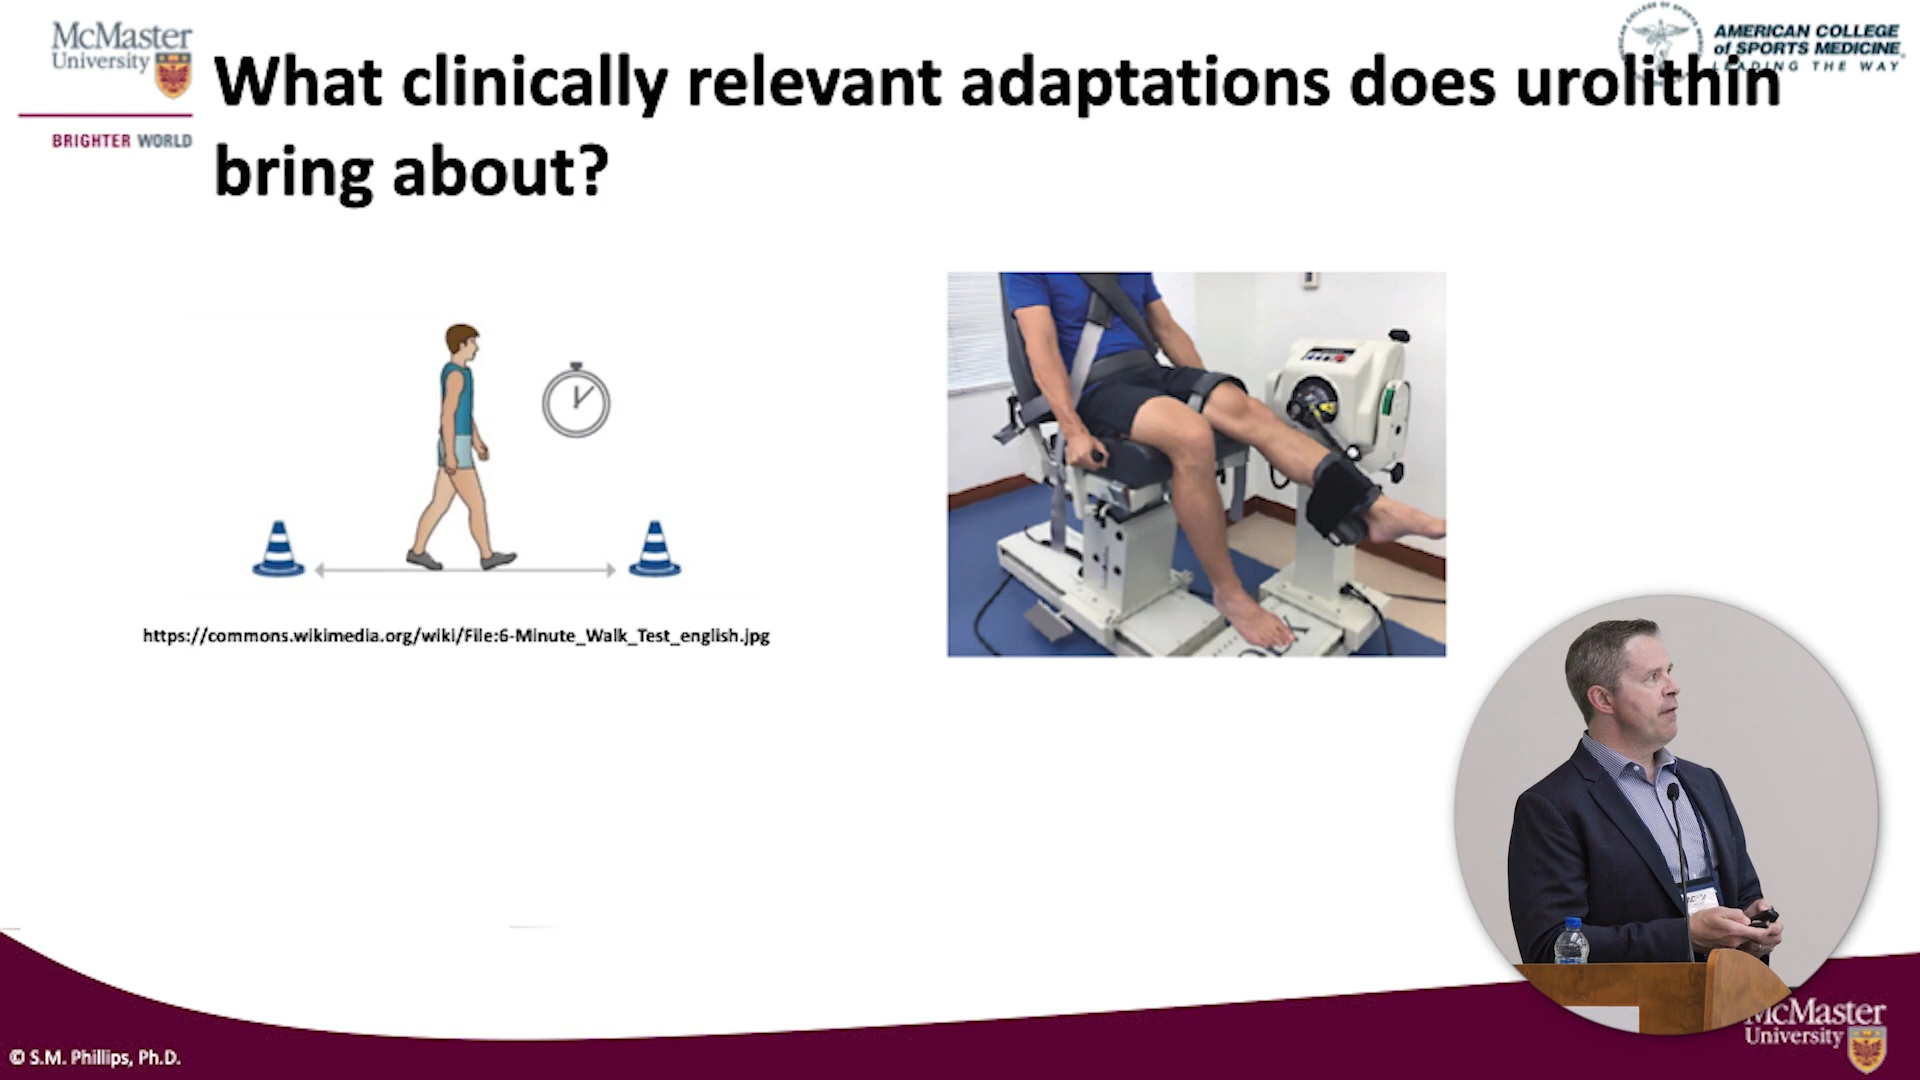 McMaster
University
BRIGHTER WORLD
AMERICAN COLLEGE
of SPORTS MEDICINE
LEADING THE WAY
What clinically relevant adaptations does urolithin
bring about?
https://commons.wikimedia.org/wiki/File:6-Minute_Walk_Test_english.jpg
McMaster
University
© S.M. Phillips, Ph.D.